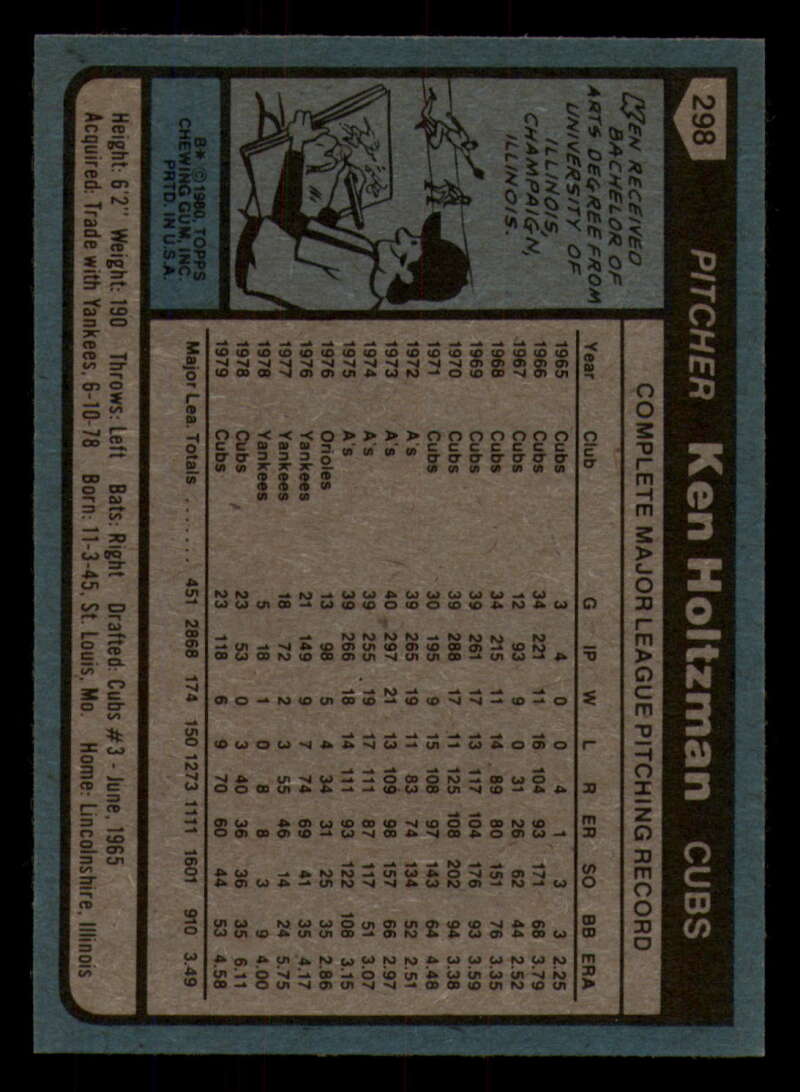 298
PITCHER Ken Holtzman CUBS
KEN RECEIVED
BACHELOR OF
ARTS DEGREE FROM
UNIVERSITY OF
ILLINOIS,
CHAMPAIGN,
ILLINOIS.
B* © 1980 TOPPS
CHEWING GUM, INC.
PRTD. IN U.S.A.
COMPLETE MAJOR LEAGUE PITCHING RECORD
Year Club G IP W L R ER SO BB ERA
1965 Cubs 3 4 0 0 4 1 3 3 2.25
1966 Cubs 34 221 11 16 104 93 171 68 3.79
1967 Cubs 12 93 9 0 31 26 62 44 2.52
1968 Cubs 34 215 11 14 89 80 151 76 3.35
1969 Cubs 39 261 17 13 117 104 176 93 3.59
1970 Cubs 39 288 17 11 125 108 202 94 3.38
1971 Cubs 30 195 9 15 108 97 143 64 4.48
1972 A's 39 265 19 11 83 74 134 52 2.51
1973 A's 40 297 21 13 109 98 157 66 2.97
1974 A's 39 255 19 17 111 87 117 51 3.07
1975 A's 39 266 18 14 111 93 122 108 3.15
1976 Orioles 13 98 5 4 34 31 25 35 2.86
1976 Yankees 21 149 9 7 74 69 41 35 4.17
1977 Yankees 18 72 2 3 55 46 14 24 5.75
1978 Yankees 5 18 1 0 8 8 3 9 4.00
1978 Cubs 23 53 0 3 40 36 36 35 6.11
1979 Cubs 23 118 6 9 70 60 44 53 4.58
Major Lea. Totals ....... 451 2868 174 150 1273 1111 1601 910 3.49
Height: 6'2" Weight: 190 Throws: Left Bats: Right Drafted: Cubs #3 - June, 1965
Acquired: Trade with Yankees, 6-10-78 Born: 11-3-45, St. Louis, Mo. Home: Lincolnshire, Illinois